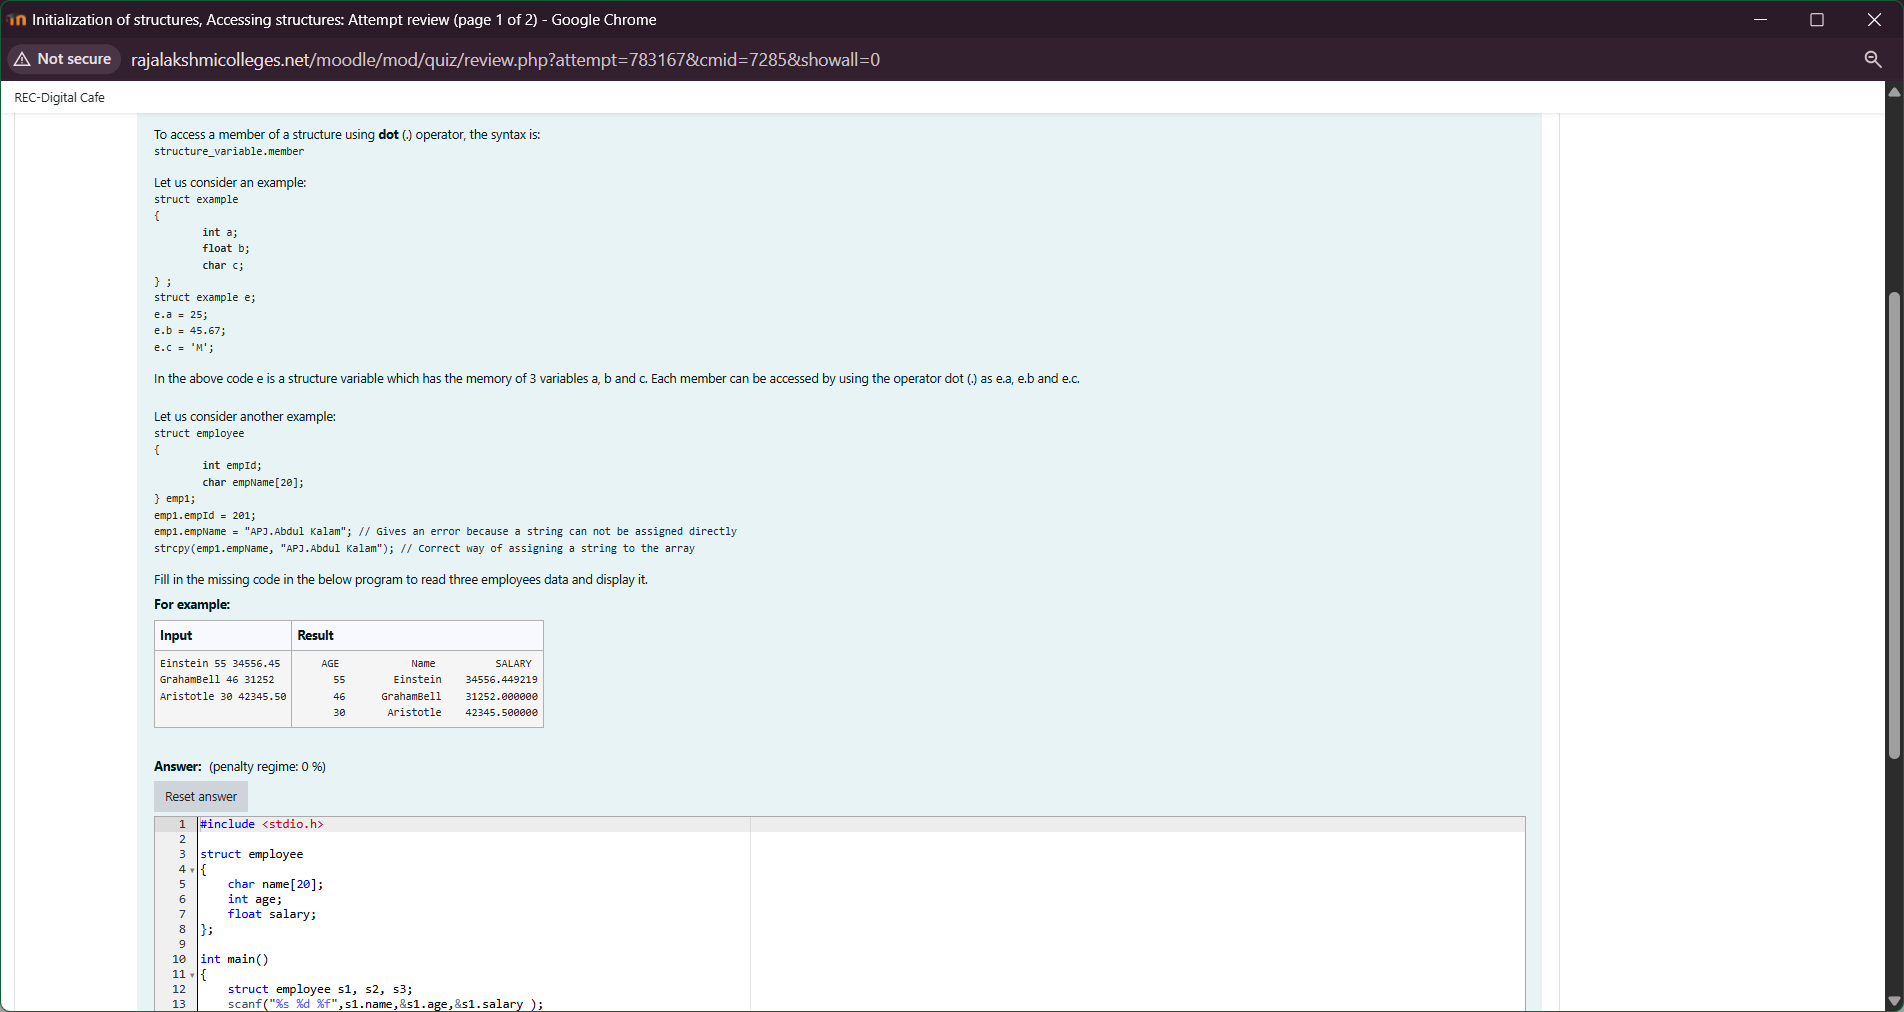 Initialization of structures, Accessing structures: Attempt review (page 1 of 2) - Google Chrome
Not secure rajalakshmicolleges.net/moodle/mod/quiz/review.php?attempt=783167&cmid=7285&showall=0
REC-Digital Cafe
To access a member of a structure using dot (.) operator, the syntax is:
structure_variable.member
Let us consider an example:
struct example
{
int a;
float b;
char c;
} ;
struct example e;
e.a = 25;
e.b = 45.67;
e.c = 'M';
In the above code e is a structure variable which has the memory of 3 variables a, b and c. Each member can be accessed by using the operator dot (.) as e.a, e.b and e.c.
Let us consider another example:
struct employee
{
int empId;
char empName[20];
} emp1;
emp1.empId = 201;
emp1.empName = "APJ.Abdul Kalam"; // Gives an error because a string can not be assigned directly
strcpy(emp1.empName, "APJ.Abdul Kalam"); // Correct way of assigning a string to the array
Fill in the missing code in the below program to read three employees data and display it.
For example:
Input Result
Einstein 55 34556.45 AGE Name SALARY
GrahamBell 46 31252 55 Einstein 34556.449219
Aristotle 30 42345.50 46 GrahamBell 31252.000000
30 Aristotle 42345.500000
Answer: (penalty regime: 0 %)
Reset answer
1 #include <stdio.h>
2
3 struct employee
4 {
5 char name[20];
6 int age;
7 float salary;
8 };
9
10 int main()
11 {
12 struct employee s1, s2, s3;
13 scanf("%s %d %f",s1.name,&s1.age,&s1.salary );